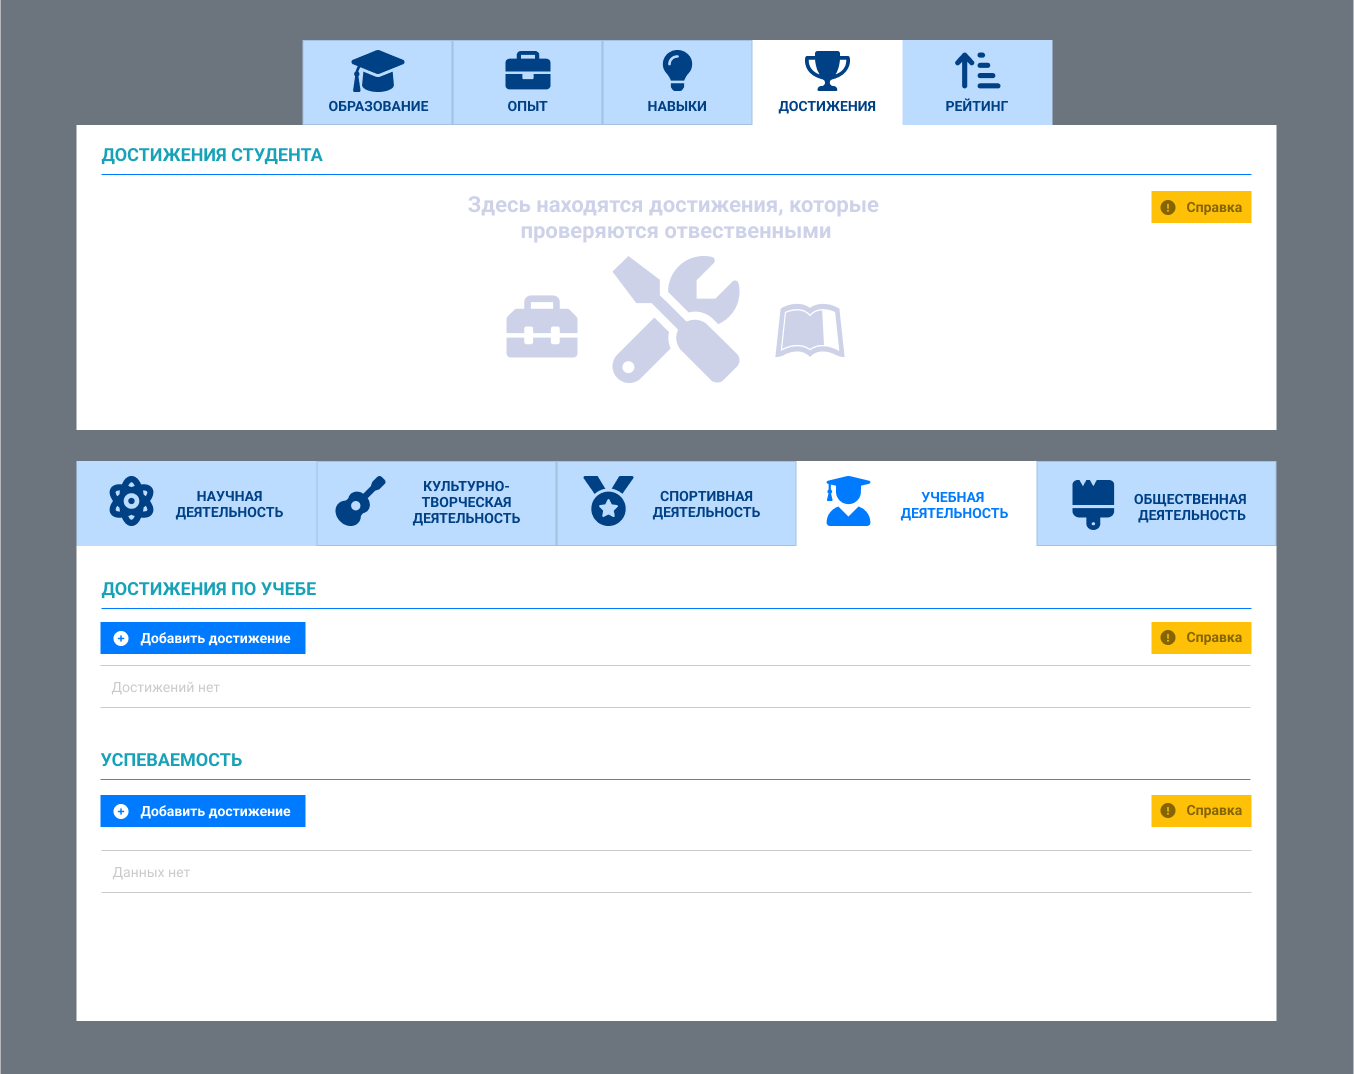 ОБРАЗОВАНИЕ
ОПЫТ
НАВЫКИ
ДОСТИЖЕНИЯ
РЕЙТИНГ
ДОСТИЖЕНИЯ СТУДЕНТА
Здесь находятся достижения, которые
проверяются отвественными
Справка
НАУЧНАЯ
ДЕЯТЕЛЬНОСТЬ
КУЛЬТУРНО-
ТВОРЧЕСКАЯ
ДЕЯТЕЛЬНОСТЬ
СПОРТИВНАЯ
ДЕЯТЕЛЬНОСТЬ
УЧЕБНАЯ
ДЕЯТЕЛЬНОСТЬ
ОБЩЕСТВЕННАЯ
ДЕЯТЕЛЬНОСТЬ
ДОСТИЖЕНИЯ ПО УЧЕБЕ
Добавить достижение
Справка
Достижений нет
УСПЕВАЕМОСТЬ
Добавить достижение
Справка
Данных нет